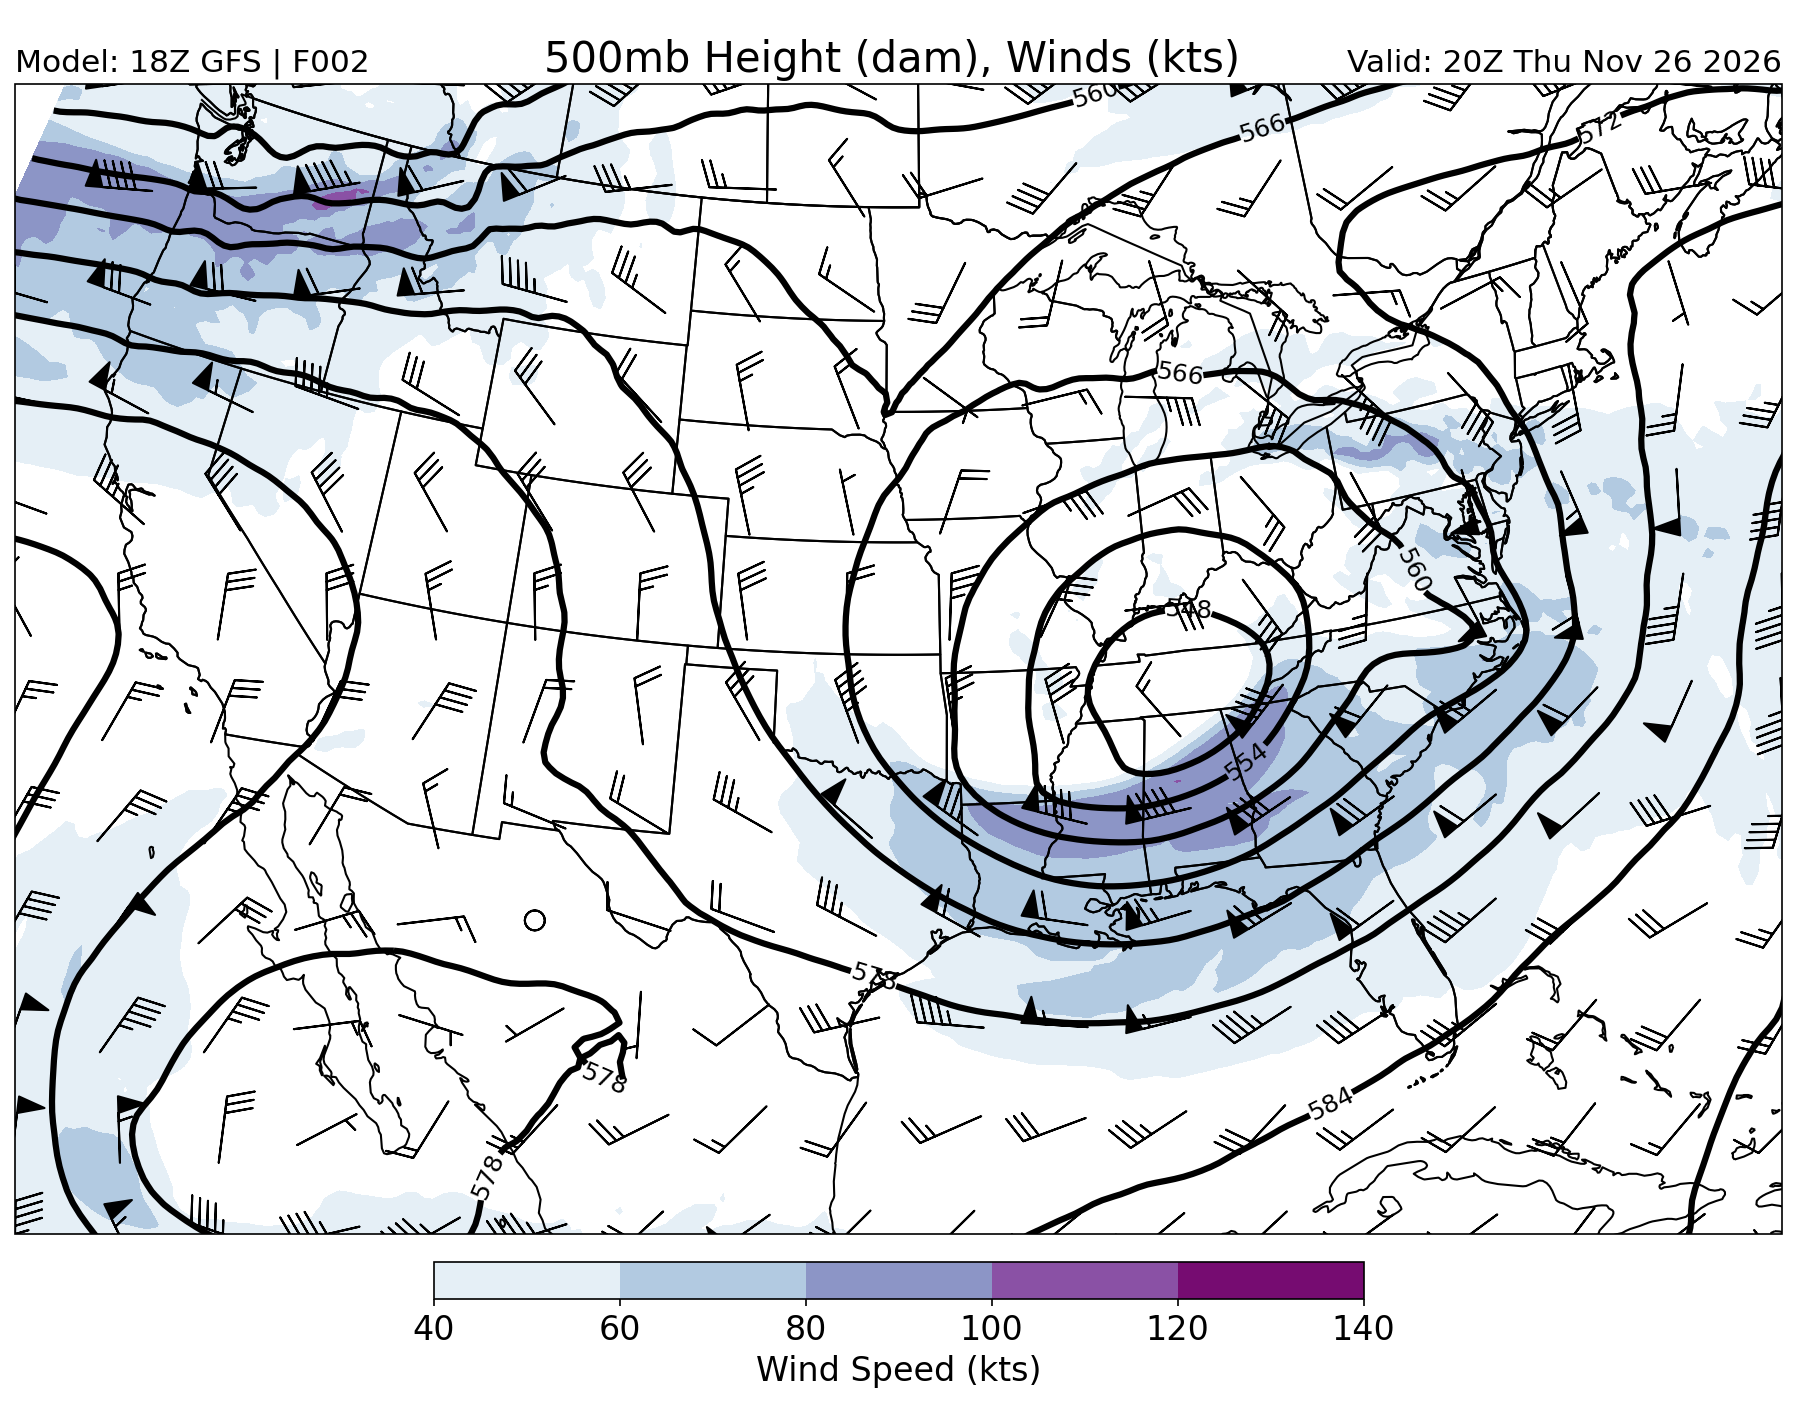 Model: 18Z GFS | F002
500mb Height (dam), Winds (kts)
Valid: 20Z Thu Nov 26 2026
560
566
572
566
560
548
554
578
578
584
578
40 60 80 100 120 140
Wind Speed (kts)